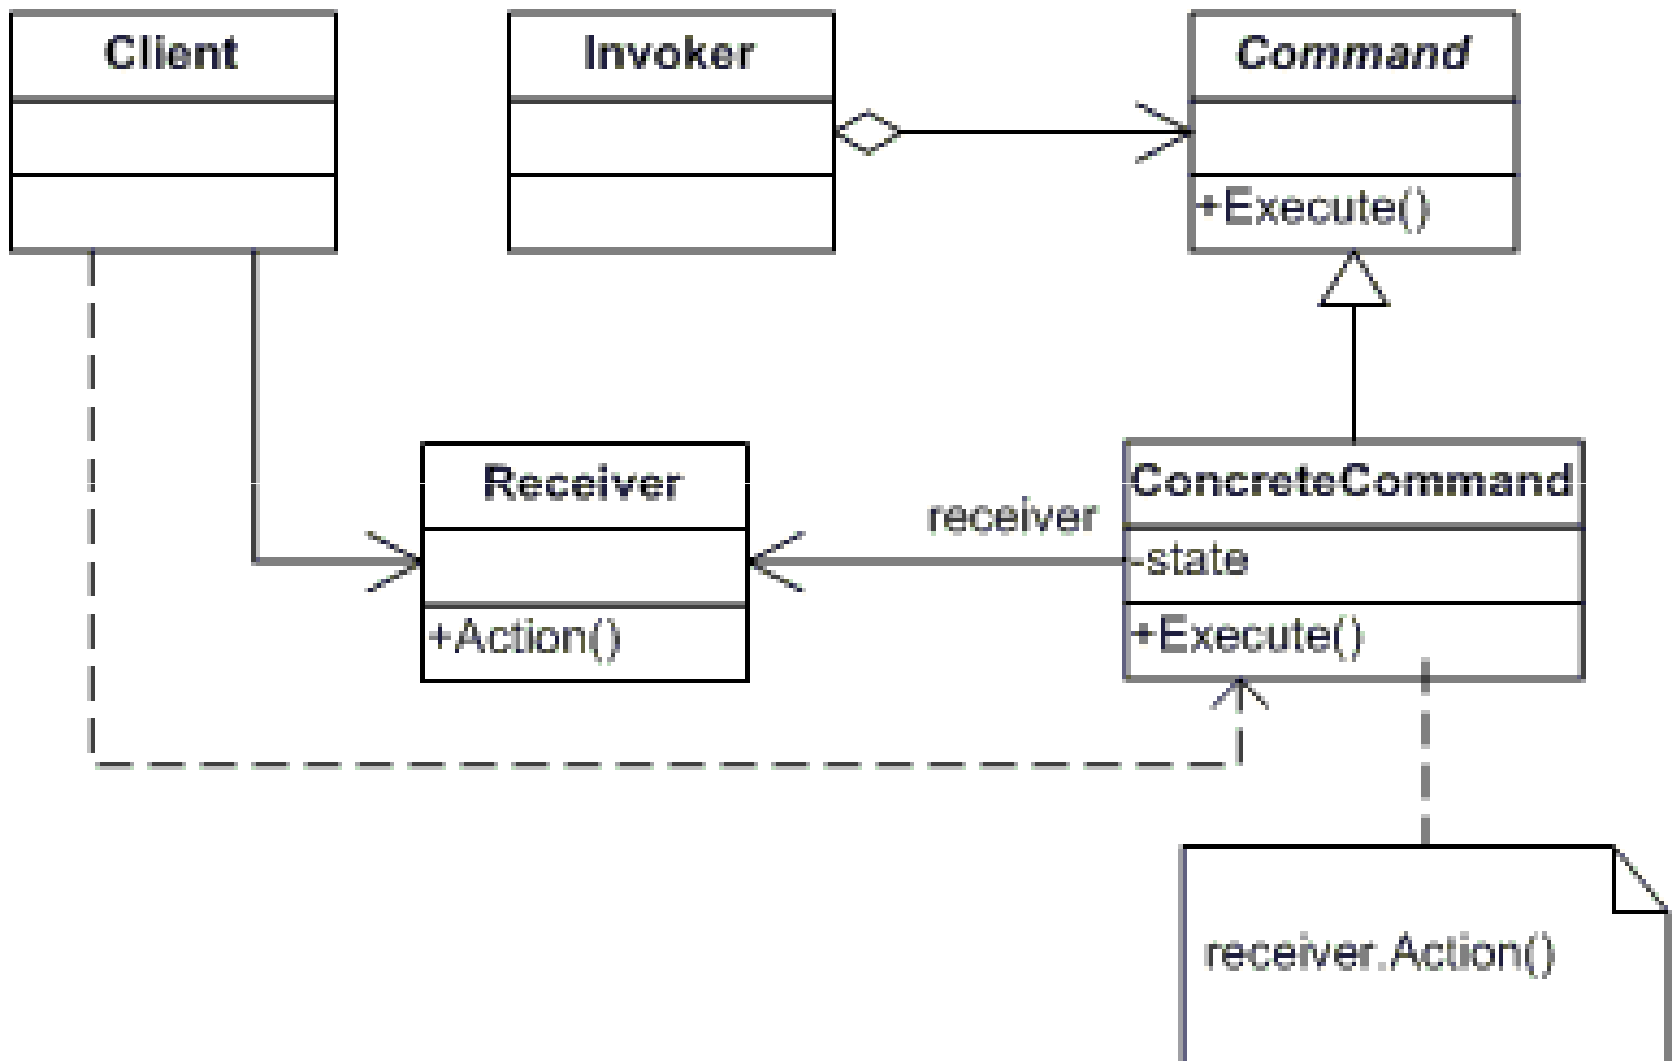 Client
Invoker
Command
+Execute()
Receiver
+Action()
receiver
ConcreteCommand
-state
+Execute()
receiver.Action()